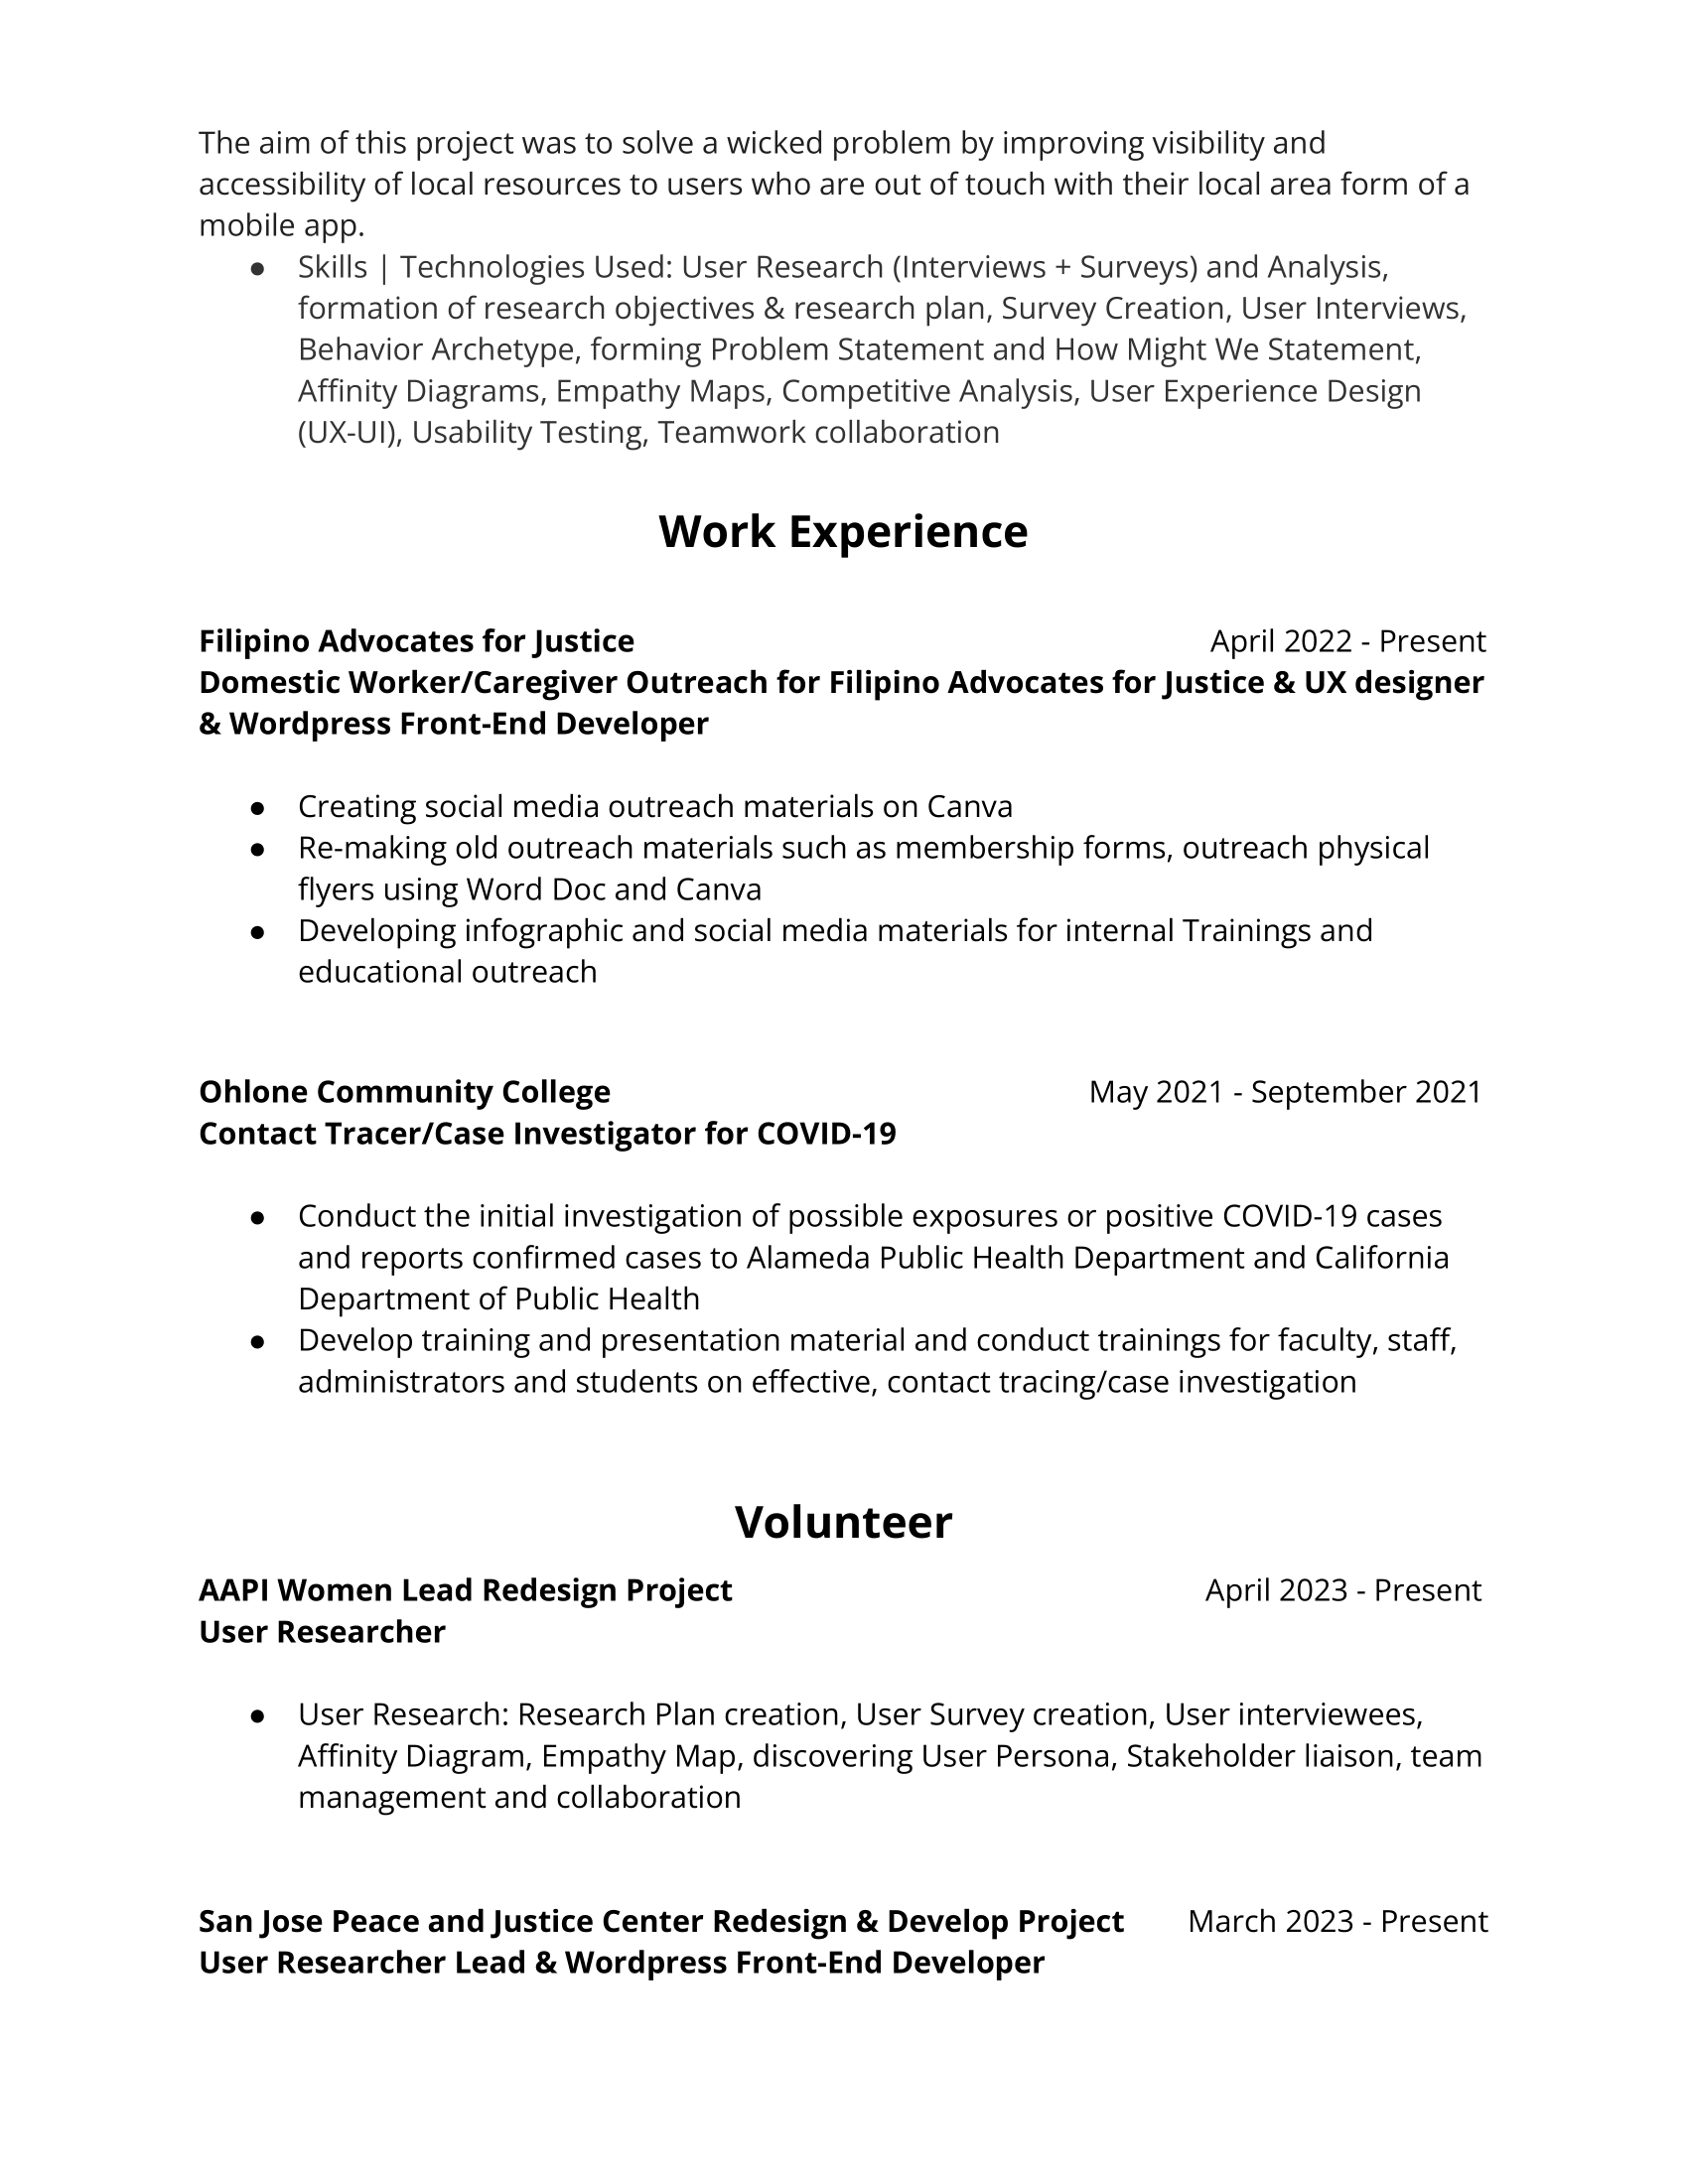 The aim of this project was to solve a wicked problem by improving visibility and
accessibility of local resources to users who are out of touch with their local area form of a
mobile app.
● Skills | Technologies Used: User Research (Interviews + Surveys) and Analysis,
formation of research objectives & research plan, Survey Creation, User Interviews,
Behavior Archetype, forming Problem Statement and How Might We Statement,
Affinity Diagrams, Empathy Maps, Competitive Analysis, User Experience Design
(UX-UI), Usability Testing, Teamwork collaboration
Work Experience
Filipino Advocates for Justice April 2022 - Present
Domestic Worker/Caregiver Outreach for Filipino Advocates for Justice & UX designer
& Wordpress Front-End Developer
● Creating social media outreach materials on Canva
● Re-making old outreach materials such as membership forms, outreach physical
flyers using Word Doc and Canva
● Developing infographic and social media materials for internal Trainings and
educational outreach
Ohlone Community College May 2021 - September 2021
Contact Tracer/Case Investigator for COVID-19
● Conduct the initial investigation of possible exposures or positive COVID-19 cases
and reports confirmed cases to Alameda Public Health Department and California
Department of Public Health
● Develop training and presentation material and conduct trainings for faculty, staff,
administrators and students on effective, contact tracing/case investigation
Volunteer
AAPI Women Lead Redesign Project April 2023 - Present
User Researcher
● User Research: Research Plan creation, User Survey creation, User interviewees,
Affinity Diagram, Empathy Map, discovering User Persona, Stakeholder liaison, team
management and collaboration
San Jose Peace and Justice Center Redesign & Develop Project March 2023 - Present
User Researcher Lead & Wordpress Front-End Developer